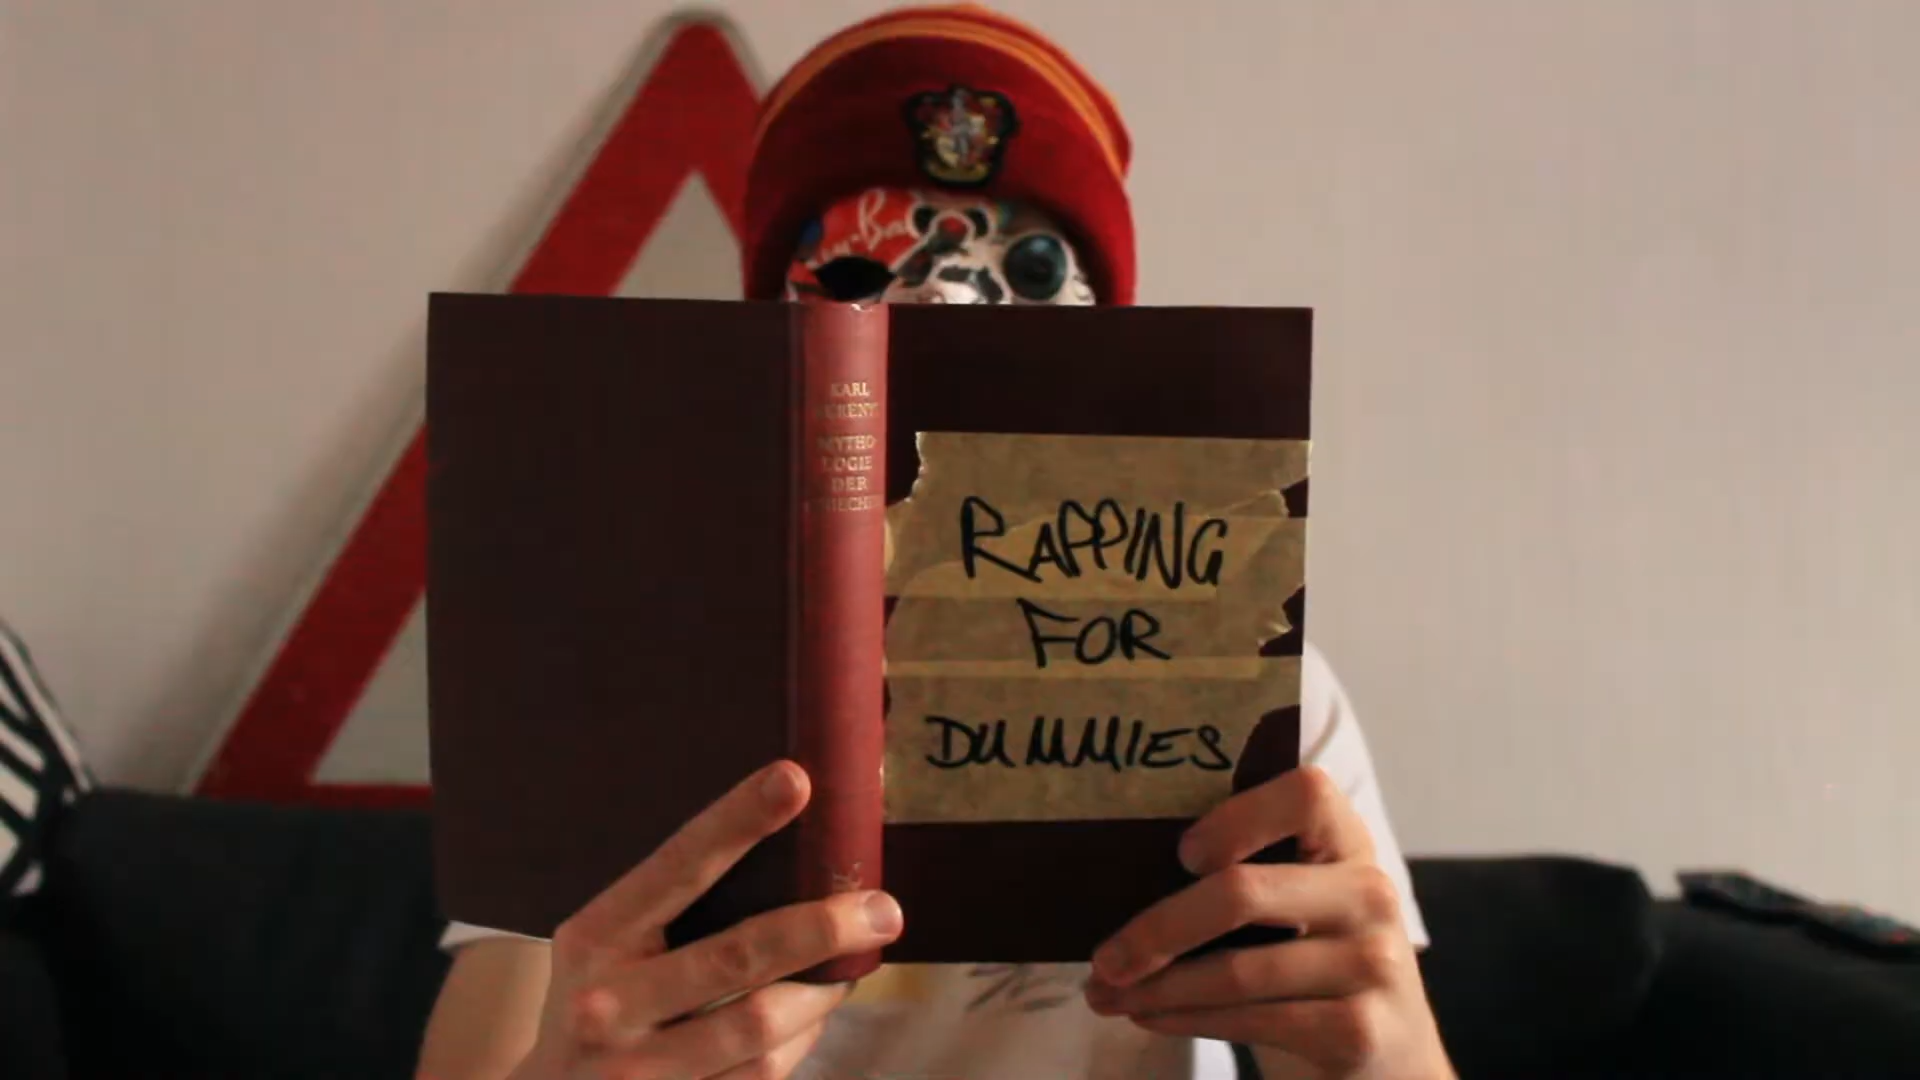 KARL
MYTHO-
LOGIE
DER
RAPPING
FOR
DUMMIES